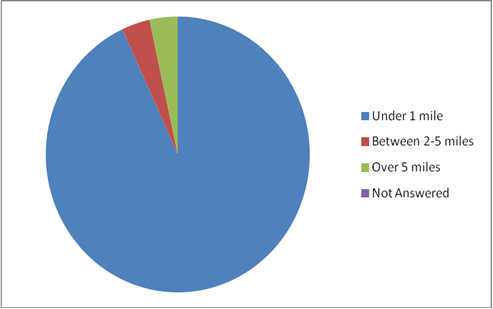 Under 1 mile
Between 2-5 miles
Over 5 miles
Not Answered